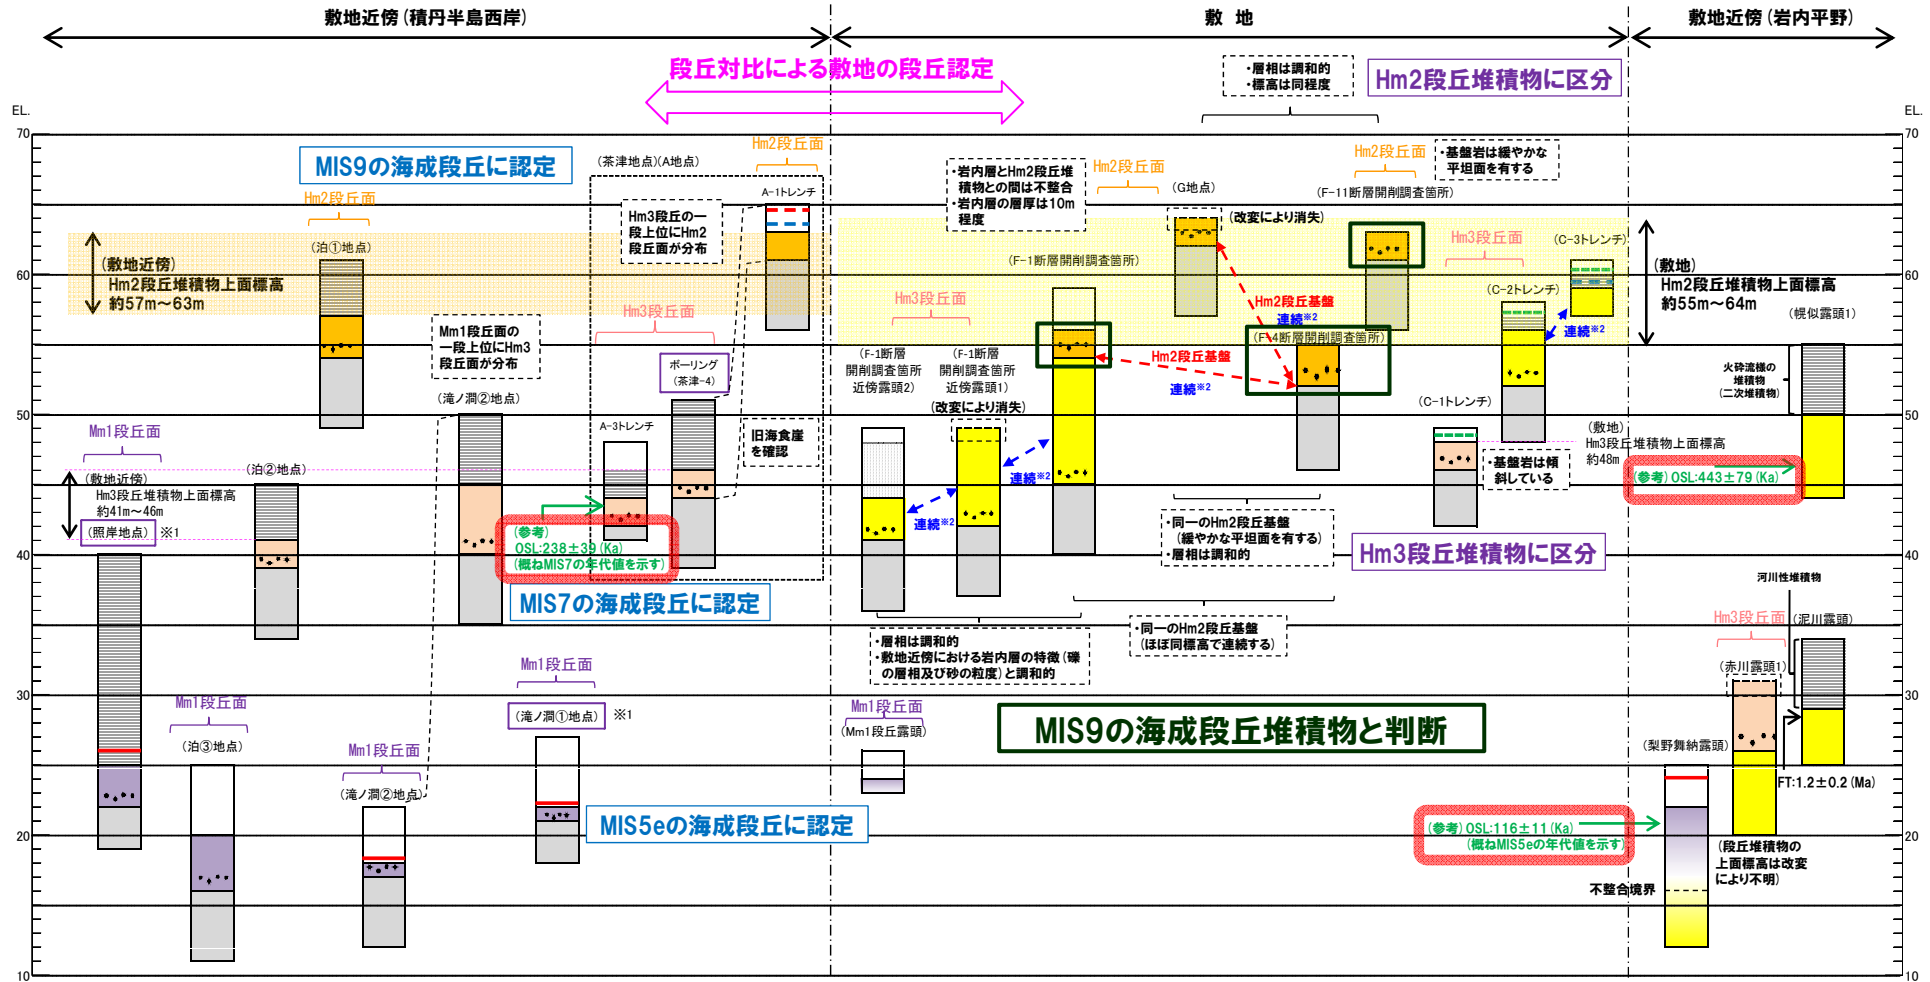 敷地近傍(積丹半島西岸)
敷 地
敷地近傍(岩内平野)
段丘対比による敷地の段丘認定
・層相は調和的
・標高は同程度
Hm2段丘堆積物に区分
EL.
EL.
70
60
50
40
30
20
10
70
60
50
40
30
20
10
MIS9の海成段丘に認定
Hm2段丘面
(泊①地点)
(敷地近傍)
Hm2段丘堆積物上面標高
約57m～63m
(茶津地点)(A地点)
Hm2段丘面
A-1トレンチ
Hm3段丘の一
段上位にHm2
段丘面が分布
Hm3段丘面
ボーリング
(茶津-4)
A-3トレンチ
旧海食崖
を確認
Mm1段丘面の
一段上位にHm3
段丘面が分布
(滝ノ澗②地点)
Mm1段丘面
(敷地近傍)
Hm3段丘堆積物上面標高
約41m～46m
(照岸地点) ※1
(泊②地点)
(参考)
OSL:238±39(Ka)
(概ねMIS7の年代値を示す)
MIS7の海成段丘に認定
Mm1段丘面
(泊③地点)
Mm1段丘面
(滝ノ澗②地点)
Mm1段丘面
(滝ノ澗①地点) ※1
MIS5eの海成段丘に認定
・岩内層とHm2段丘堆
積物との間は不整合
・岩内層の層厚は10m
程度
Hm2段丘面
(G地点)
(改変により消失)
Hm2段丘面
(F-11断層開削調査箇所)
・基盤岩は緩やかな
平坦面を有する
Hm3段丘面
(C-3トレンチ)
(F-1断層開削調査箇所)
Hm3段丘面
(F-1断層
開削調査箇所
近傍露頭2)
(F-1断層
開削調査箇所
近傍露頭1)
(改変により消失)
Hm2段丘基盤
連続※2
(F-4断層開削調査箇所)
Hm2段丘基盤
連続※2
連続※2
連続※2
(C-2トレンチ)
連続※2
(C-1トレンチ)
(敷地)
Hm2段丘堆積物上面標高
約55m～64m
(幌似露頭1)
火砕流様の
堆積物
(二次堆積物)
(敷地)
Hm3段丘堆積物上面標高
約48m
・基盤岩は傾
斜している
(参考)OSL:443±79(Ka)
・同一のHm2段丘基盤
(緩やかな平坦面を有する)
・層相は調和的
Hm3段丘堆積物に区分
・同一のHm2段丘基盤
(ほぼ同標高で連続する)
・層相は調和的
・敷地近傍における岩内層の特徴(礫
の層相及び砂の粒度)と調和的
Mm1段丘面
(Mm1段丘露頭)
MIS9の海成段丘堆積物と判断
河川性堆積物
Hm3段丘面
(泥川露頭)
(赤川露頭1)
(梨野舞納露頭)
FT:1.2±0.2(Ma)
(参考)OSL:116±11(Ka)
(概ねMIS5eの年代値を示す)
(段丘堆積物の
上面標高は改変
により不明)
不整合境界